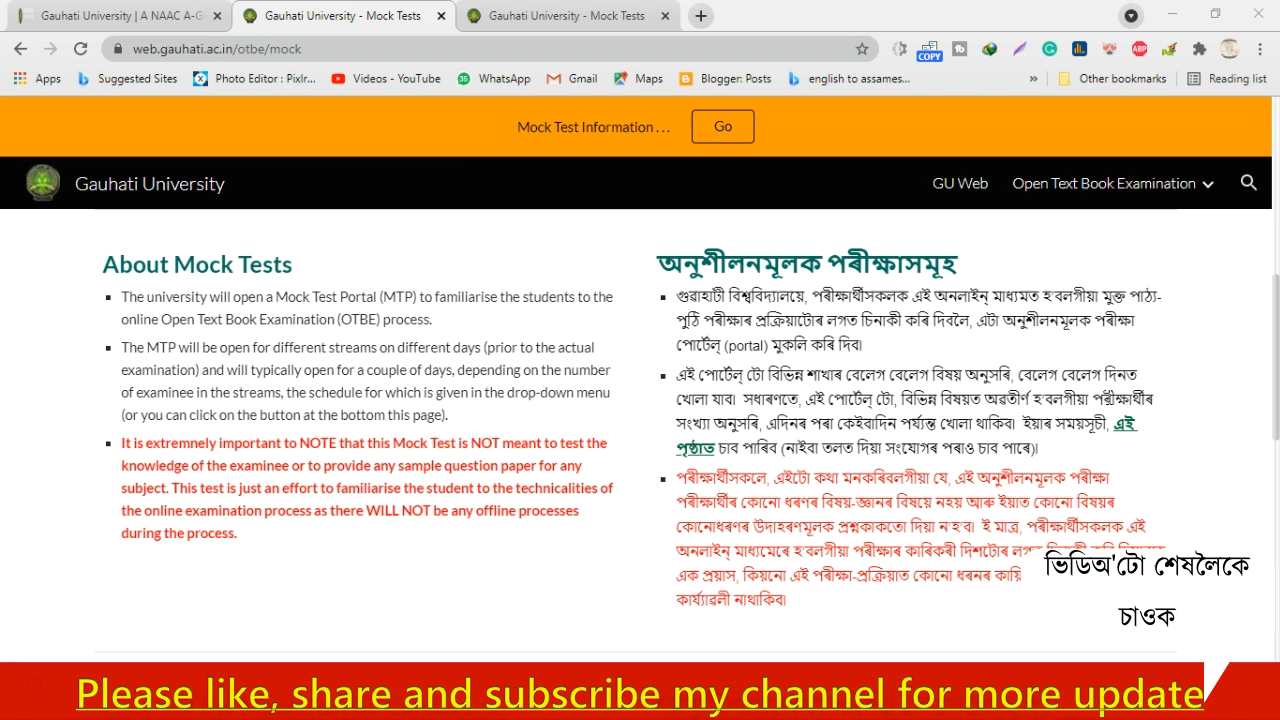 Gauhati University | A NAAC A-G
Gauhati University - Mock Tests
Gauhati University - Mock Tests
web.gauhati.ac.in/otbe/mock
COPY
ABP
Apps
Suggested Sites
Photo Editor : Pixlr...
Videos - YouTube
WhatsApp
Gmail
Maps
Blogger: Posts
english to assames...
Other bookmarks
Reading list
Mock Test Information . . .
Go
Gauhati University
GU Web
Open Text Book Examination
About Mock Tests
The university will open a Mock Test Portal (MTP) to familiarise the students to the
online Open Text Book Examination (OTBE) process.
The MTP will be open for different streams on different days (prior to the actual
examination) and will typically open for a couple of days, depending on the number
of examinee in the streams, the schedule for which is given in the drop-down menu
(or you can click on the button at the bottom this page).
It is extremnely important to NOTE that this Mock Test is NOT meant to test the
knowledge of the examinee or to provide any sample question paper for any
subject. This test is just an effort to familiarise the student to the technicalities of
the online examination process as there WILL NOT be any offline processes
during the process.
অনুশীলনমূলক পৰীক্ষাসমূহ
গুৱাহাটী বিশ্ববিদ্যালয়ে, পৰীক্ষাৰ্থীসকলক এই অনলাইন্ মাধ্যমত হ'বলগীয়া মুক্ত পাঠ্য-
পুঠি পৰীক্ষাৰ প্ৰক্ৰিয়াটোৰ লগত চিনাকী কৰি দিবলৈ, এটা অনুশীলনমূলক পৰীক্ষা
পোৰ্টেল্ (portal) মুকলি কৰি দিব।
এই পোৰ্টেল্ টো বিভিন্ন শাখাৰ বেলেগ বেলেগ বিষয় অনুসৰি, বেলেগ বেলেগ দিনত
খোলা যাব। সধাৰণতে, এই পোৰ্টেল্ টো, বিভিন্ন বিষয়ত অৱতীৰ্ণ হ'বলগীয়া পৰীক্ষাৰ্থীৰ
সংখ্যা অনুসৰি, এদিনৰ পৰা কেইবাদিন পৰ্য্যন্ত খোলা থাকিব। ইয়াৰ সময়সূচী, এই
পৃষ্ঠাত চাব পাৰিব (নাইবা তলত দিয়া সংযোগৰ পৰাও চাব পাৰে)।
পৰীক্ষাৰ্থীসকলে, এইটো কথা মনকৰিবলগীয়া যে, এই অনুশীলনমূলক পৰীক্ষা
পৰীক্ষাৰ্থীৰ কোনো ধৰণৰ বিষয়-জ্ঞানৰ বিষয়ে নহয় আৰু ইয়াত কোনো বিষয়ৰ
কোনোধৰণৰ উদাহৰণমূলক প্ৰশ্নকাকতো দিয়া ন'হ'ব। ই মাত্ৰ, পৰীক্ষাৰ্থীসকলক এই
অনলাইন্ মাধ্যমেৰে হ'বলগীয়া পৰীক্ষাৰ কাৰিকৰী দিশটোৰ
এক প্ৰয়াস, কিয়নো এই পৰীক্ষা-প্ৰক্ৰিয়াত কোনো ধৰনৰ
কাৰ্য্যাৱলী নাথাকিব।
ভিডিঅ'টো শেষলৈকে
চাওক
Please like, share and subscribe my channel for more update